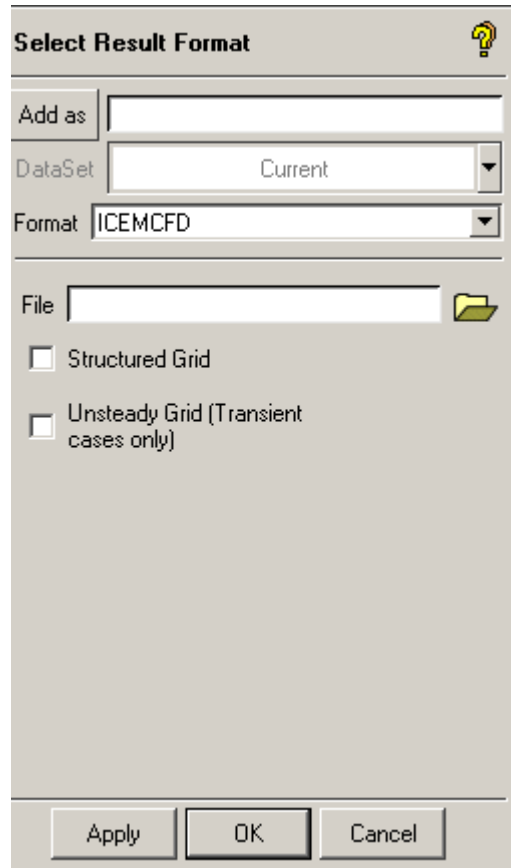 Select Result Format
Add as
DataSet Current
Format ICEMCFD
File
Structured Grid
Unsteady Grid (Transient
cases only)
Apply OK Cancel